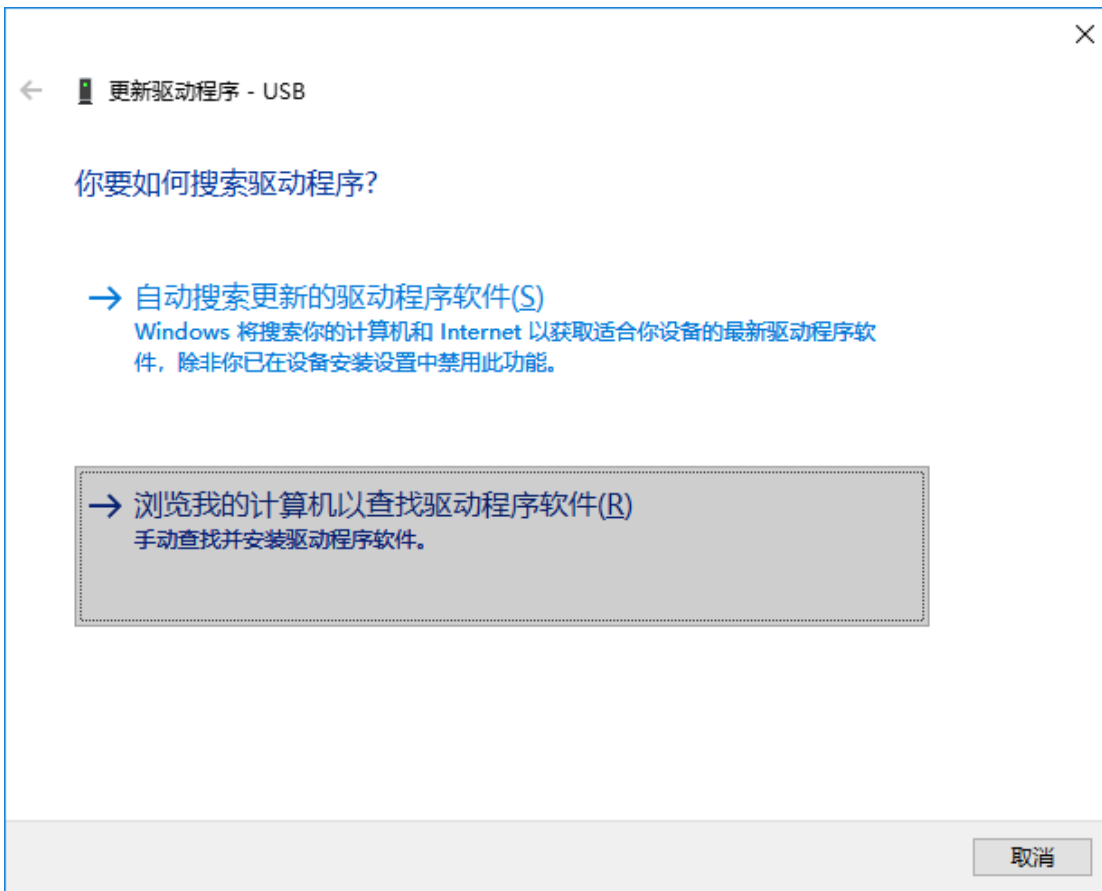 更新驱动程序 - USB
你要如何搜索驱动程序?
自动搜索更新的驱动程序软件(S)
Windows 将搜索你的计算机和 Internet 以获取适合你设备的最新驱动程序软
件，除非你已在设备安装设置中禁用此功能。
浏览我的计算机以查找驱动程序软件(R)
手动查找并安装驱动程序软件。
取消